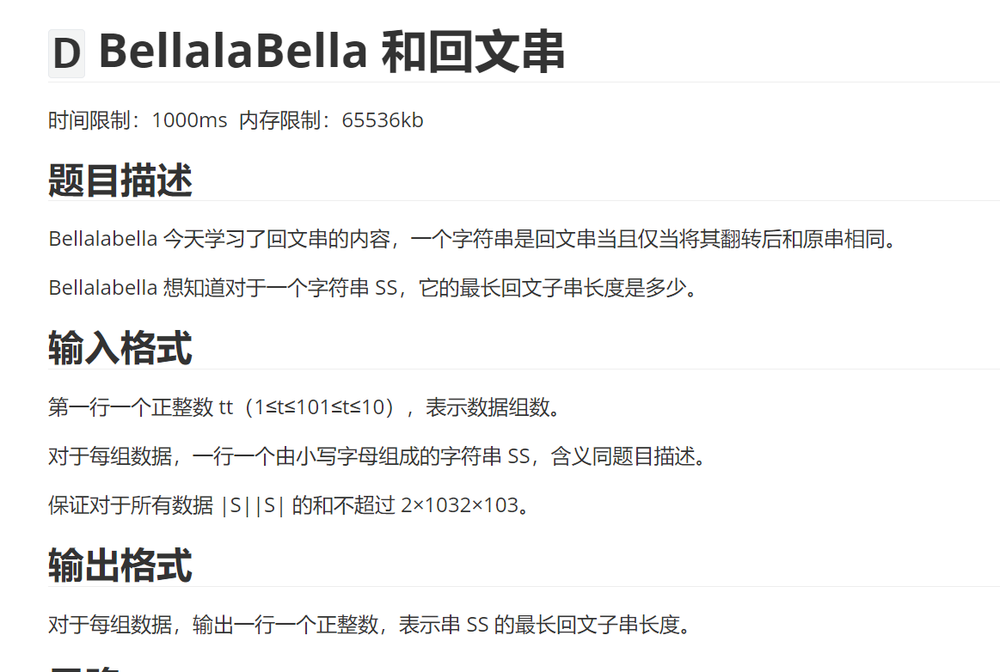 D BellalaBella 和回文串
时间限制：1000ms 内存限制：65536kb
题目描述
Bellalabella 今天学习了回文串的内容，一个字符串是回文串当且仅当将其翻转后和原串相同。
Bellalabella 想知道对于一个字符串 SS，它的最长回文子串长度是多少。
输入格式
第一行一个正整数 tt（1≤t≤101≤t≤10），表示数据组数。
对于每组数据，一行一个由小写字母组成的字符串 SS，含义同题目描述。
保证对于所有数据 |S||S| 的和不超过 2×1032×103。
输出格式
对于每组数据，输出一行一个正整数，表示串 SS 的最长回文子串长度。